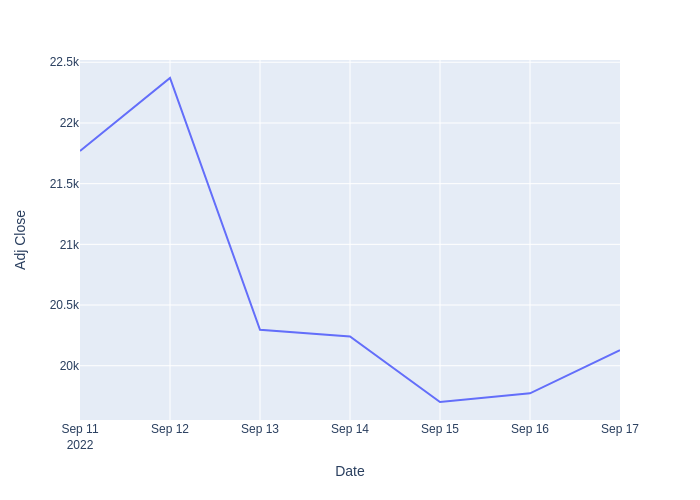 22.5k
22k
21.5k
21k
20.5k
20k
Adj Close
Sep 11
2022
Sep 12
Sep 13
Sep 14
Sep 15
Sep 16
Sep 17
Date